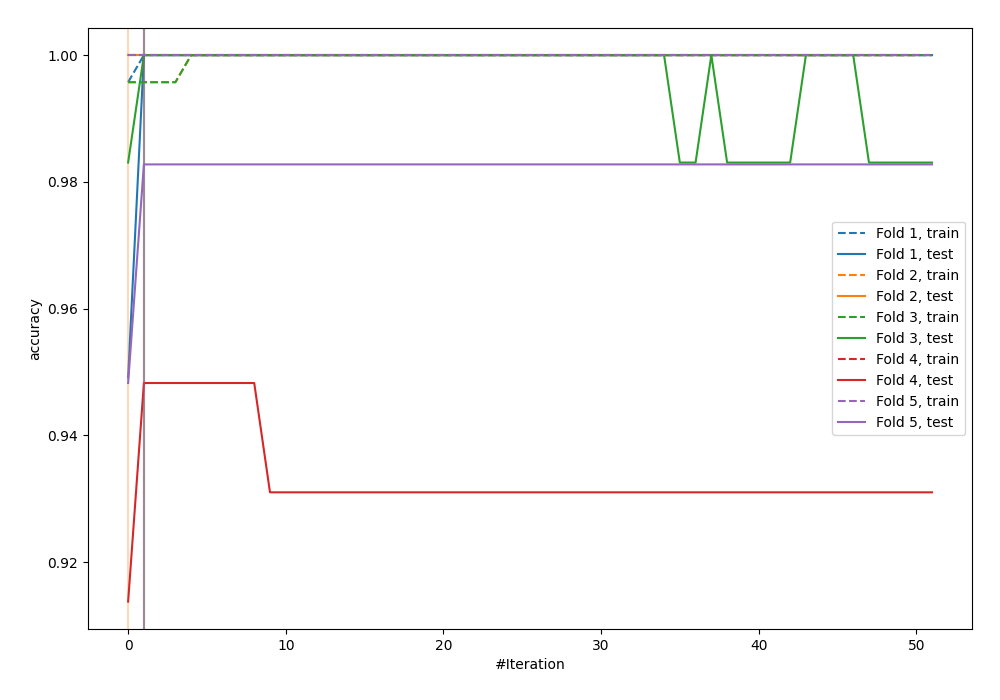 1.00
0.98
0.96
0.94
0.92
accuracy
Fold 1, train
Fold 1, test
Fold 2, train
Fold 2, test
Fold 3, train
Fold 3, test
Fold 4, train
Fold 4, test
Fold 5, train
Fold 5, test
0 10 20 30 40 50
#Iteration